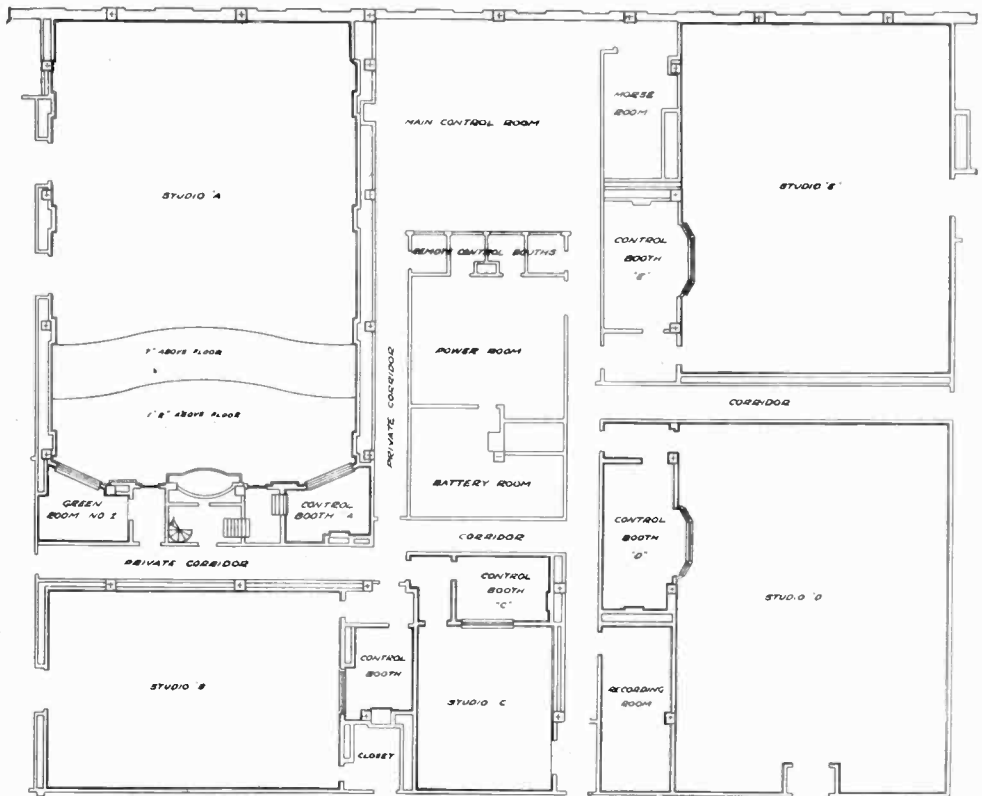 MORSE
ROOM
MAIN CONTROL ROOM
STUDIO 'A
STUDIO 'E'
CONTROL
BOOTH
"E"
REMOTE CONTROL BOOTHS
7" ABOVE FLOOR
POWER ROOM
PRIVATE CORRIDOR
CORRIDOR
1' 2" ABOVE FLOOR
BATTERY ROOM
GREEN
ROOM NO 1
CONTROL
BOOTH A
CONTROL
BOOTH
"D"
CORRIDOR
PRIVATE CORRIDOR
CONTROL
BOOTH
"C"
STUDIO 'D
CONTROL
BOOTH
STUDIO B
STUDIO C
RECORDING
ROOM
CLOSET